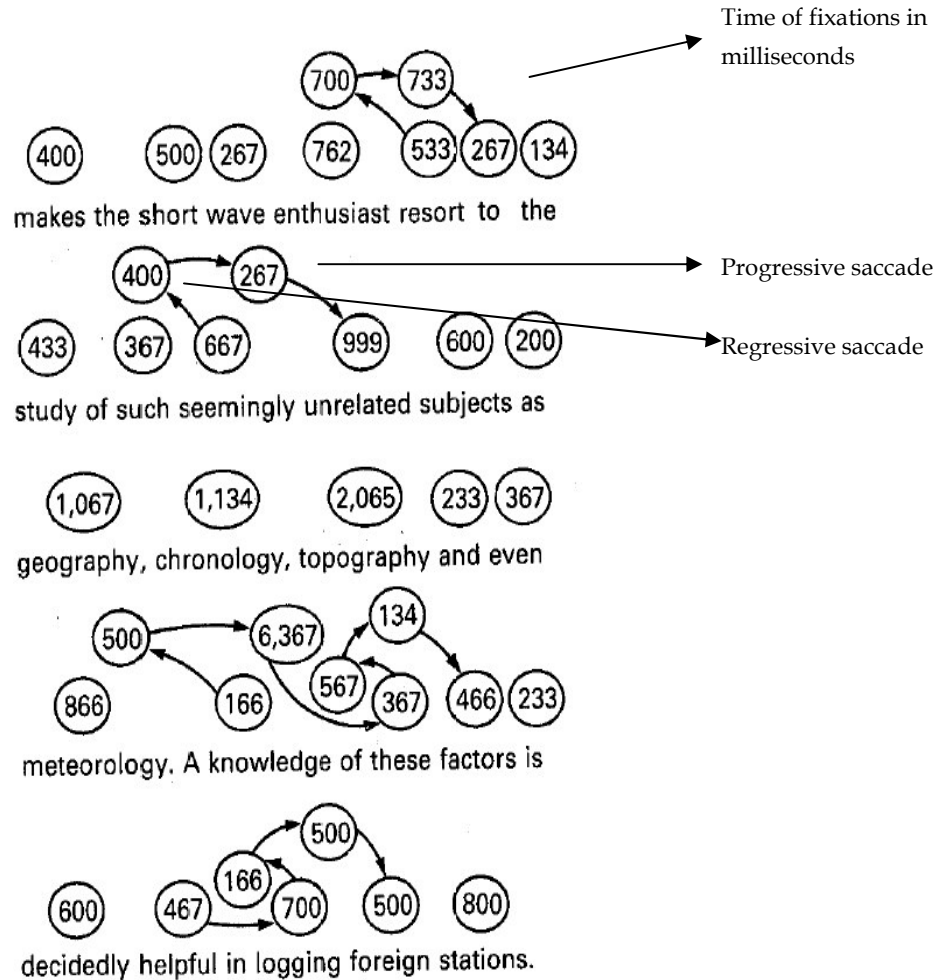 Time of fixations in
milliseconds
700 733
400 500 267 762 533 267 134
makes the short wave enthusiast resort to the
400 267
Progressive saccade
433 367 667 999 600 200
Regressive saccade
study of such seemingly unrelated subjects as
1,067 1,134 2,065 233 367
geography, chronology, topography and even
134
500 6,367
567
866 166 367 466 233
meteorology. A knowledge of these factors is
500
166
600 467 700 500 800
decidedly helpful in logging foreign stations.